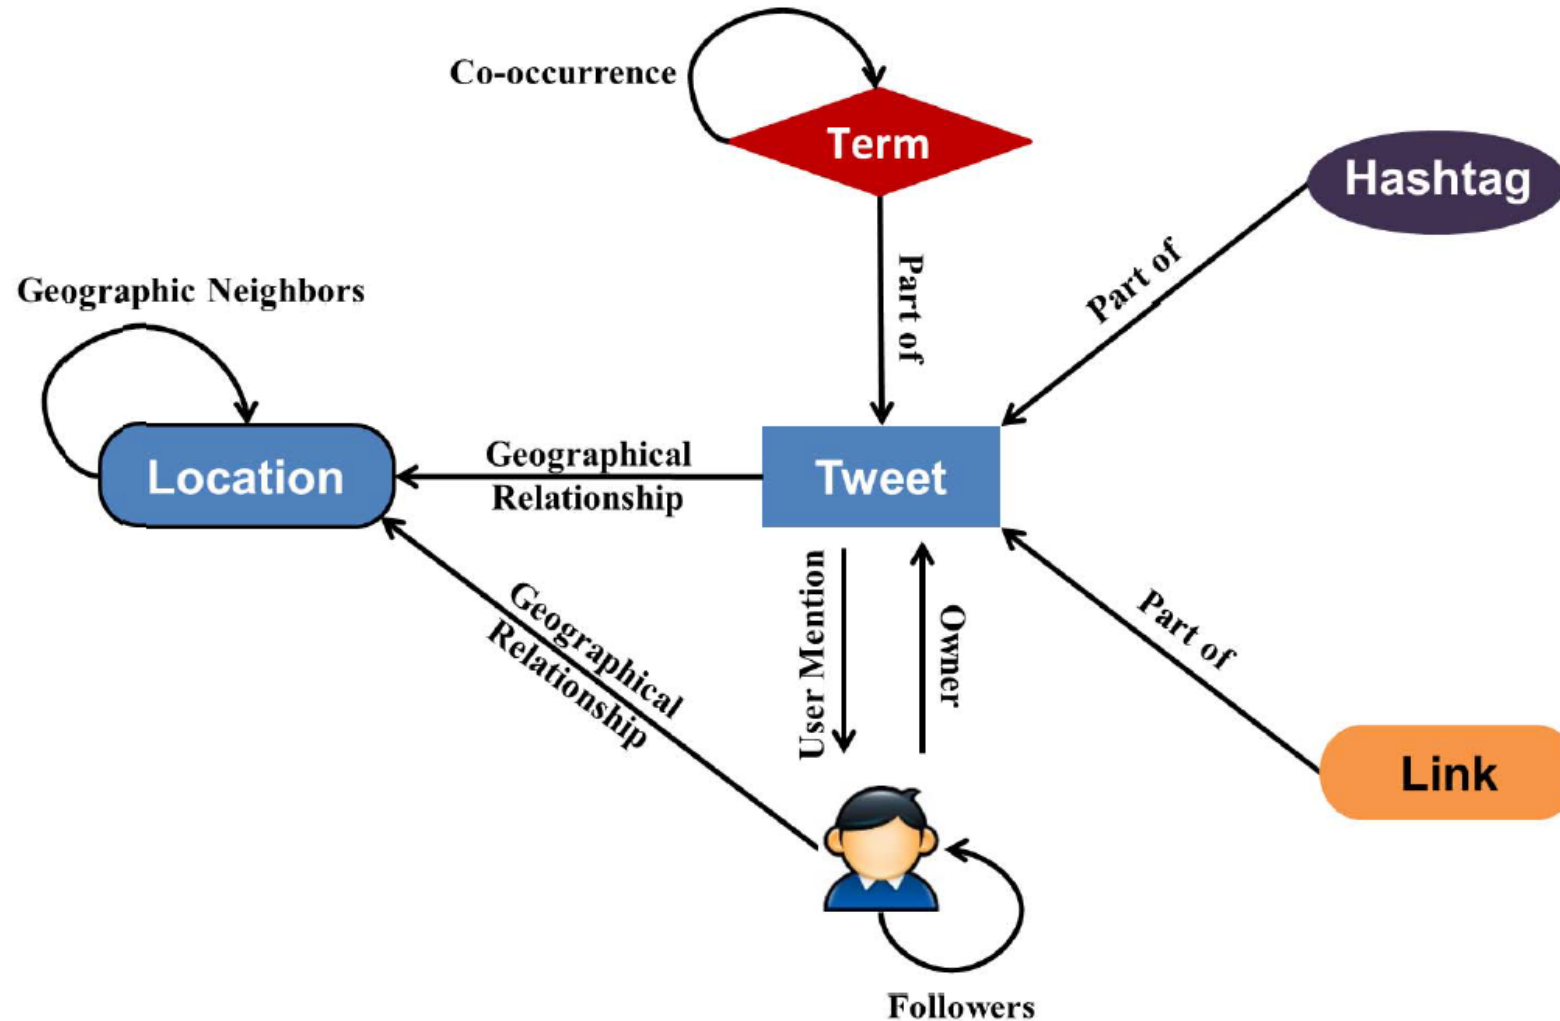 Co-occurrence
Term
Hashtag
Part of
Part of
Geographic Neighbors
Location
Geographical
Relationship
Tweet
Geographical
Relationship
User Mention
Owner
Part of
Link
Followers